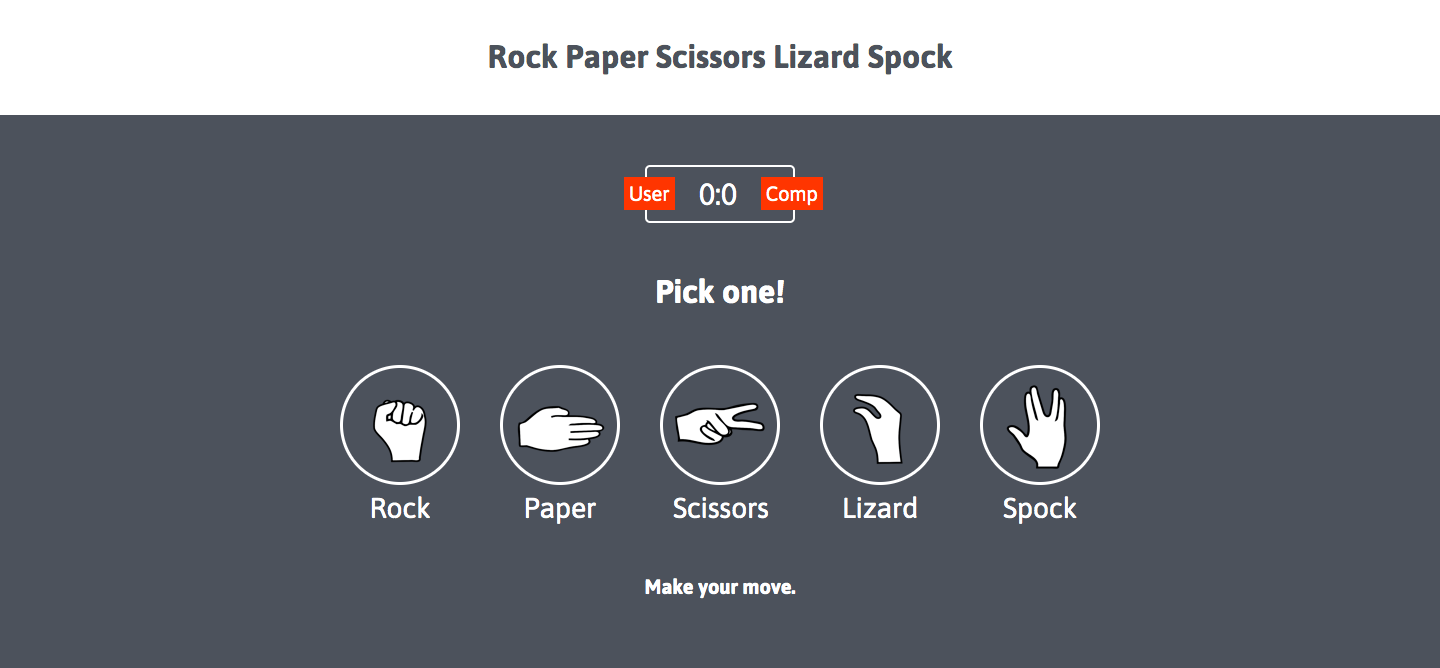 Rock Paper Scissors Lizard Spock
User 0:0 Comp
Pick one!
Rock Paper Scissors Lizard Spock
Make your move.